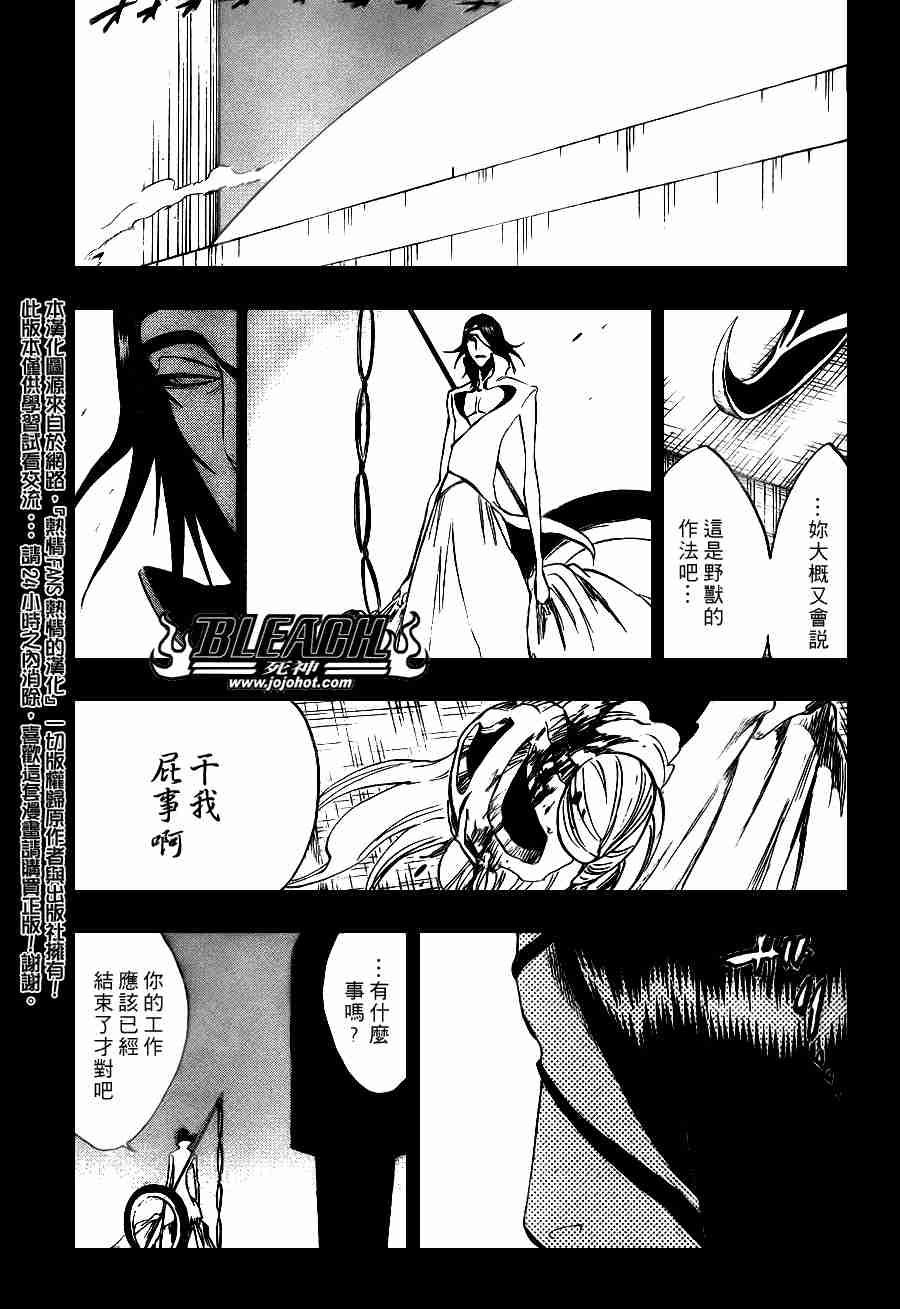 …妳大概又會說
這是野獸的
作法吧…
干我
屁事啊
…有什麼
事嗎？
你的工作
應該已經
結束了才對吧
BLEACH
死神
www.jojohot.com
本漢化圖源來自於網路，『熱情FANS熱情的漢化』一切版權歸原作者與出版社擁有！
此版本僅供學習試看交流…請24小時之內消除，喜歡這套漫畫請購買正版！謝謝。